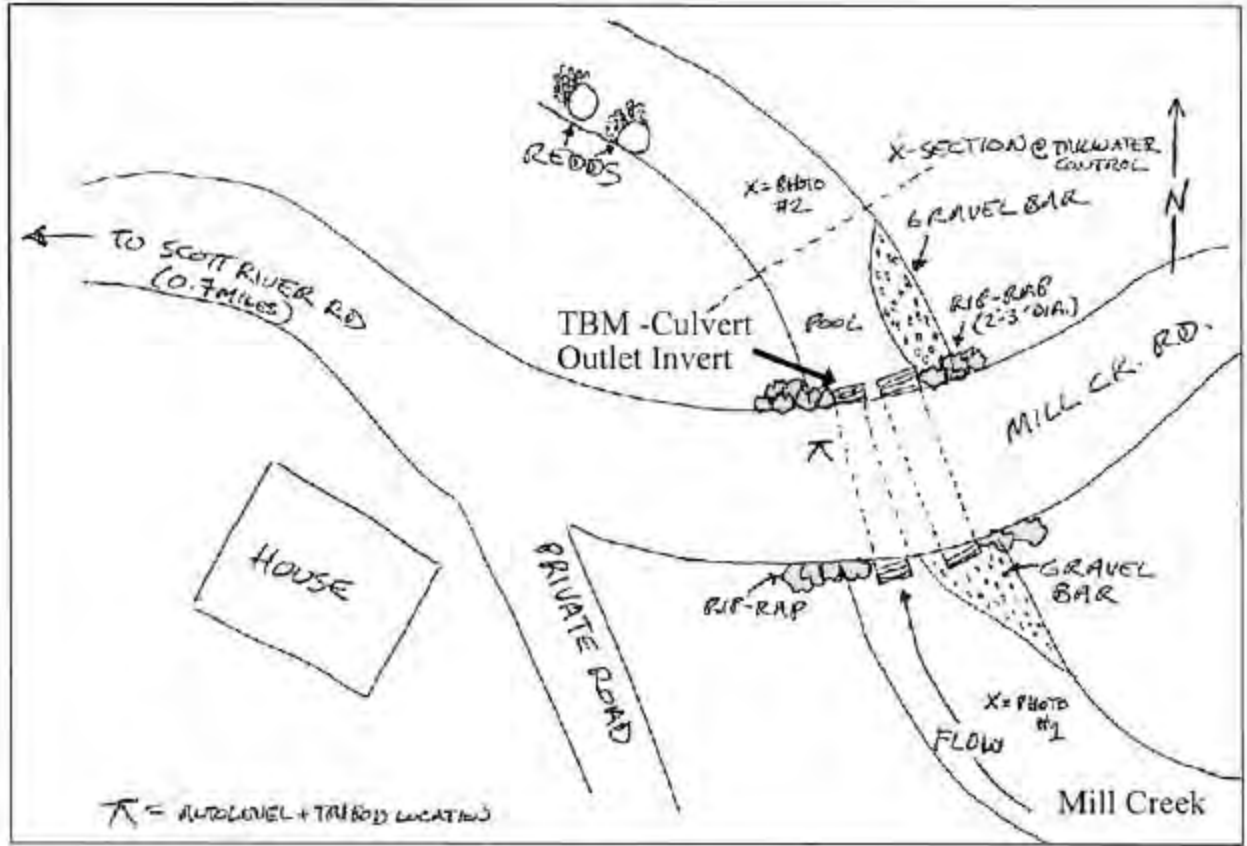 REDDS
X-SECTION @ TAILWATER
CONTROL
X=PHOTO
#2
GRAVEL BAR
N
TO SCOTT RIVER RD
(0.7 MILES)
RIP-RAP
(2'-3' DIA.)
TBM -Culvert
Outlet Invert
POOL
MILL CR. RD.
HOUSE
PRIVATE ROAD
RIP-RAP
GRAVEL
BAR
X=PHOTO
#1
FLOW
Mill Creek
= AUTOLEVEL + TRIPOD LOCATION